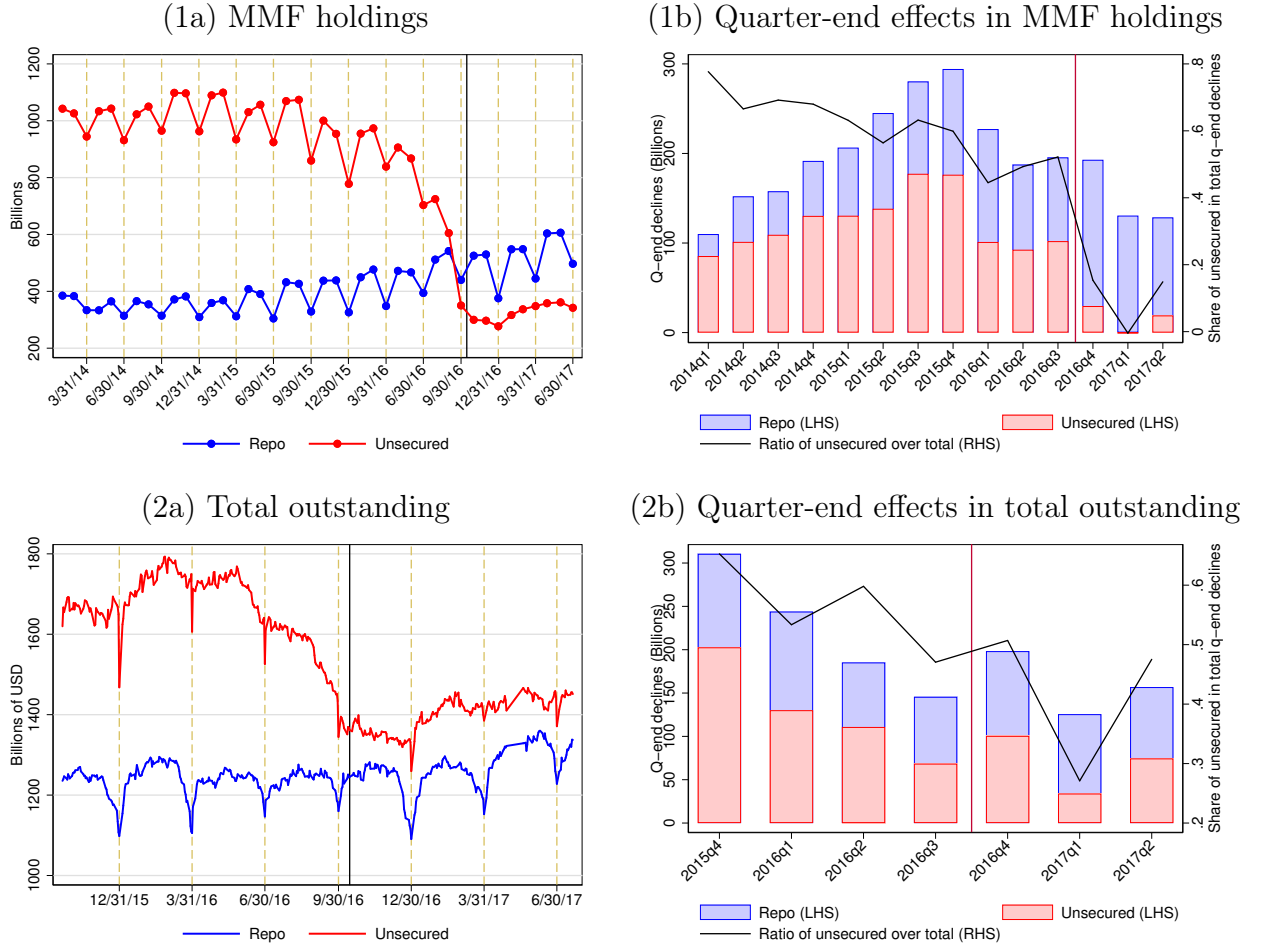 (1a) MMF holdings
Billions
1200
1000
800
600
400
200
3/31/14
6/30/14
9/30/14
12/31/14
3/31/15
6/30/15
9/30/15
12/30/15
3/31/16
6/30/16
9/30/16
12/31/16
3/31/17
6/30/17
Repo
Unsecured
(1b) Quarter-end effects in MMF holdings
Q-end declines (Billions)
300
200
100
0
Share of unsecured in total q-end declines
.8
.6
.4
.2
0
2014q1
2014q2
2014q3
2014q4
2015q1
2015q2
2015q3
2015q4
2016q1
2016q2
2016q3
2016q4
2017q1
2017q2
Repo (LHS)
Unsecured (LHS)
Ratio of unsecured over total (RHS)
(2a) Total outstanding
Billions of USD
1800
1600
1400
1200
1000
12/31/15
3/31/16
6/30/16
9/30/16
12/30/16
3/31/17
6/30/17
Repo
Unsecured
(2b) Quarter-end effects in total outstanding
Q-end declines (Billions)
300
250
200
150
100
50
0
Share of unsecured in total q-end declines
.6
.5
.4
.3
.2
2015q4
2016q1
2016q2
2016q3
2016q4
2017q1
2017q2
Repo (LHS)
Unsecured (LHS)
Ratio of unsecured over total (RHS)